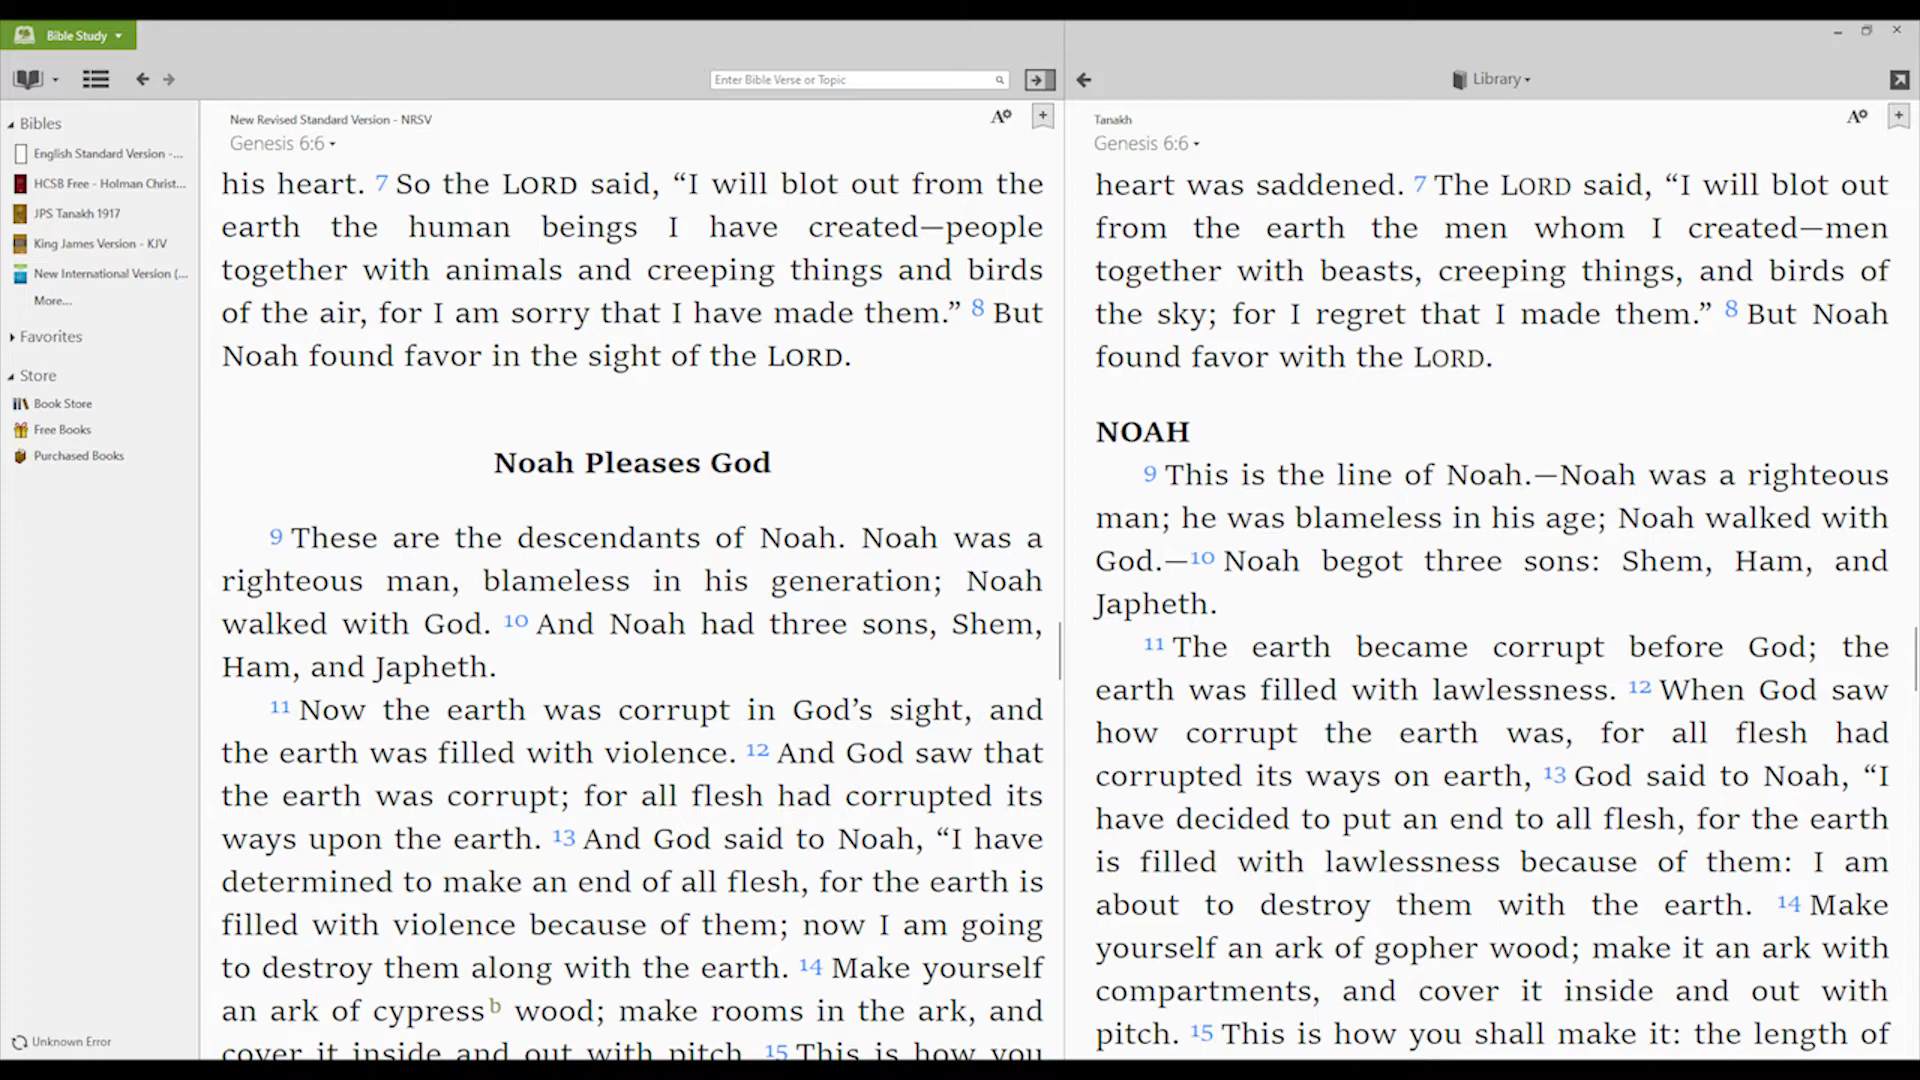 Bible Study
Enter Bible Verse or Topic
Library
Bibles
English Standard Version -...
HCSB Free - Holman Christ...
JPS Tanakh 1917
King James Version - KJV
New International Version (...
More...
Favorites
Store
Book Store
Free Books
Purchased Books
Unknown Error
New Revised Standard Version - NRSV
A
Genesis 6:6
his heart. 7 So the LORD said, “I will blot out from the
earth the human beings I have created—people
together with animals and creeping things and birds
of the air, for I am sorry that I have made them.” 8 But
Noah found favor in the sight of the LORD.
Noah Pleases God
9 These are the descendants of Noah. Noah was a
righteous man, blameless in his generation; Noah
walked with God. 10 And Noah had three sons, Shem,
Ham, and Japheth.
11 Now the earth was corrupt in God’s sight, and
the earth was filled with violence. 12 And God saw that
the earth was corrupt; for all flesh had corrupted its
ways upon the earth. 13 And God said to Noah, “I have
determined to make an end of all flesh, for the earth is
filled with violence because of them; now I am going
to destroy them along with the earth. 14 Make yourself
an ark of cypress b wood; make rooms in the ark, and
cover it inside and out with pitch. 15 This is how you
Tanakh
A
Genesis 6:6
heart was saddened. 7 The LORD said, “I will blot out
from the earth the men whom I created—men
together with beasts, creeping things, and birds of
the sky; for I regret that I made them.” 8 But Noah
found favor with the LORD.
NOAH
9 This is the line of Noah.—Noah was a righteous
man; he was blameless in his age; Noah walked with
God.—10 Noah begot three sons: Shem, Ham, and
Japheth.
11 The earth became corrupt before God; the
earth was filled with lawlessness. 12 When God saw
how corrupt the earth was, for all flesh had
corrupted its ways on earth, 13 God said to Noah, “I
have decided to put an end to all flesh, for the earth
is filled with lawlessness because of them: I am
about to destroy them with the earth. 14 Make
yourself an ark of gopher wood; make it an ark with
compartments, and cover it inside and out with
pitch. 15 This is how you shall make it: the length of